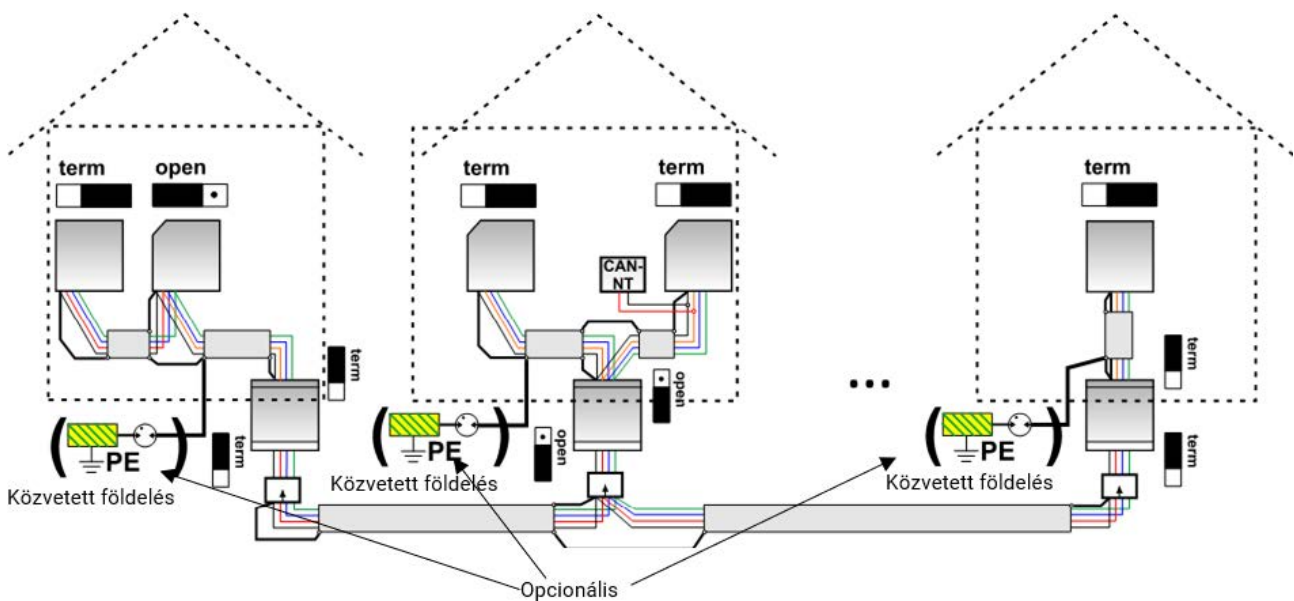 term
open
term
term
term
CAN-
NT
term
open
term
...
PE
term
PE
open
PE
term
Közvetett földelés
Közvetett földelés
Közvetett földelés
Opcionális